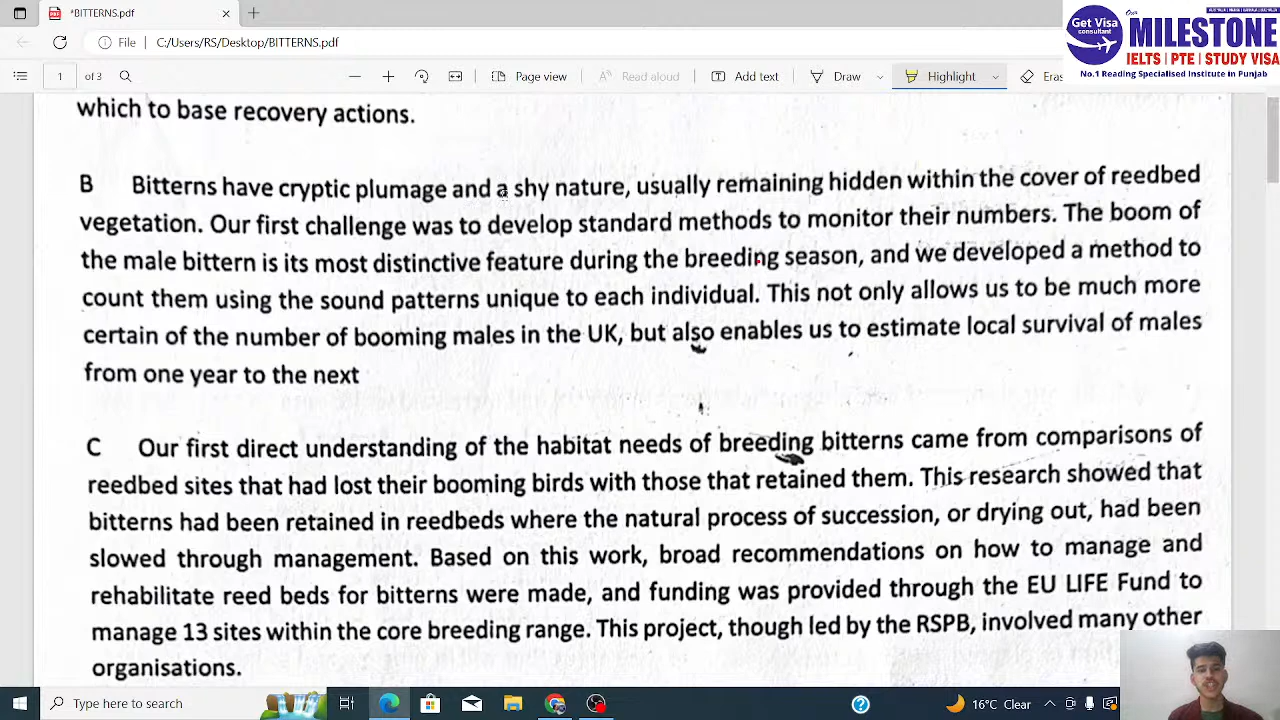 *BITTERNS.pdf
File
C:/Users/RS/Desktop/BITTERNS.pdf
Get Visa
consultant
Our
MILESTONE
IELTS | PTE | STUDY VISA
No.1 Reading Specialised Institute in Punjab
1
of 3
Page view
Read aloud
Add text
Draw
Highlight
Eras
which to base recovery actions.
B Bitterns have cryptic plumage and a shy nature, usually remaining hidden within the cover of reedbed
vegetation. Our first challenge was to develop standard methods to monitor their numbers. The boom of
the male bittern is its most distinctive feature during the breeding season, and we developed a method to
count them using the sound patterns unique to each individual. This not only allows us to be much more
certain of the number of booming males in the UK, but also enables us to estimate local survival of males
from one year to the next
C Our first direct understanding of the habitat needs of breeding bitterns came from comparisons of
reedbed sites that had lost their booming birds with those that retained them. This research showed that
bitterns had been retained in reedbeds where the natural process of succession, or drying out, had been
slowed through management. Based on this work, broad recommendations on how to manage and
rehabilitate reed beds for bitterns were made, and funding was provided through the EU LIFE Fund to
manage 13 sites within the core breeding range. This project, though led by the RSPB, involved many other
organisations.
Type here to search
16°C Clear